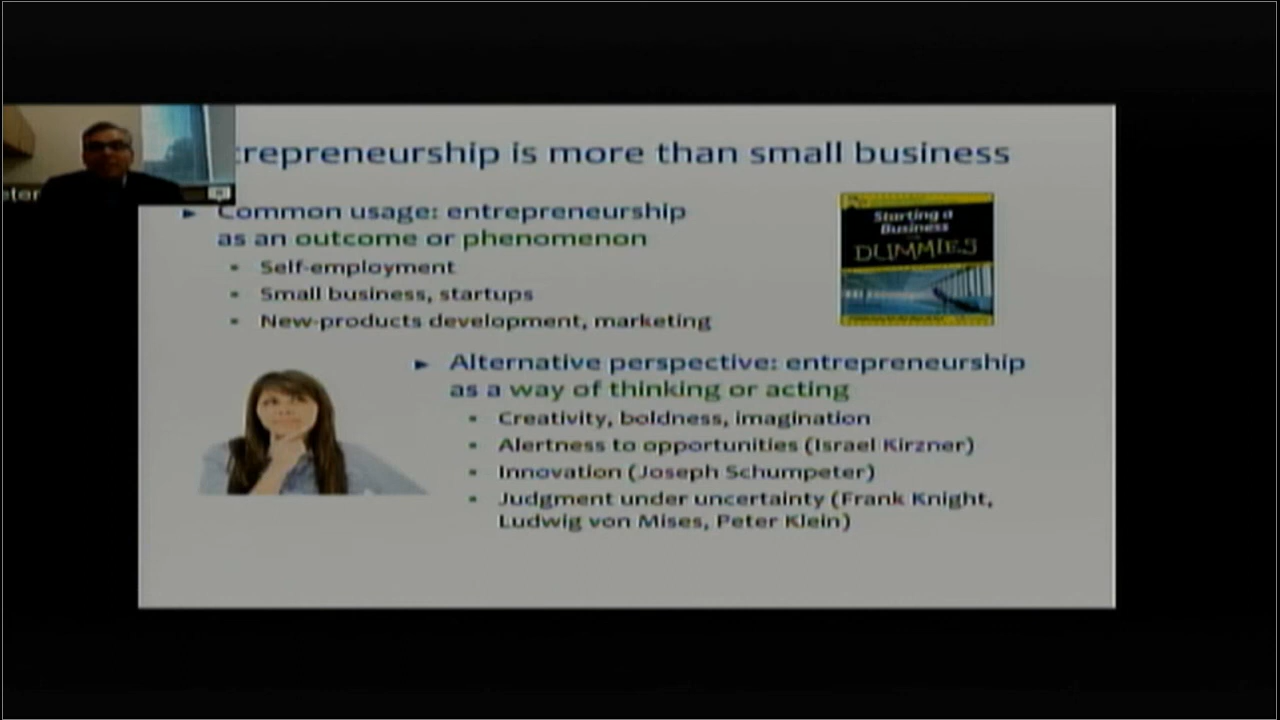 trepreneurship is more than small business
eter
► Common usage: entrepreneurship
as an outcome or phenomenon
▪ Self-employment
▪ Small business, startups
▪ New-products development, marketing
Starting a
Business
DUMMIES
► Alternative perspective: entrepreneurship
as a way of thinking or acting
▪ Creativity, boldness, imagination
▪ Alertness to opportunities (Israel Kirzner)
▪ Innovation (Joseph Schumpeter)
▪ Judgment under uncertainty (Frank Knight,
Ludwig von Mises, Peter Klein)